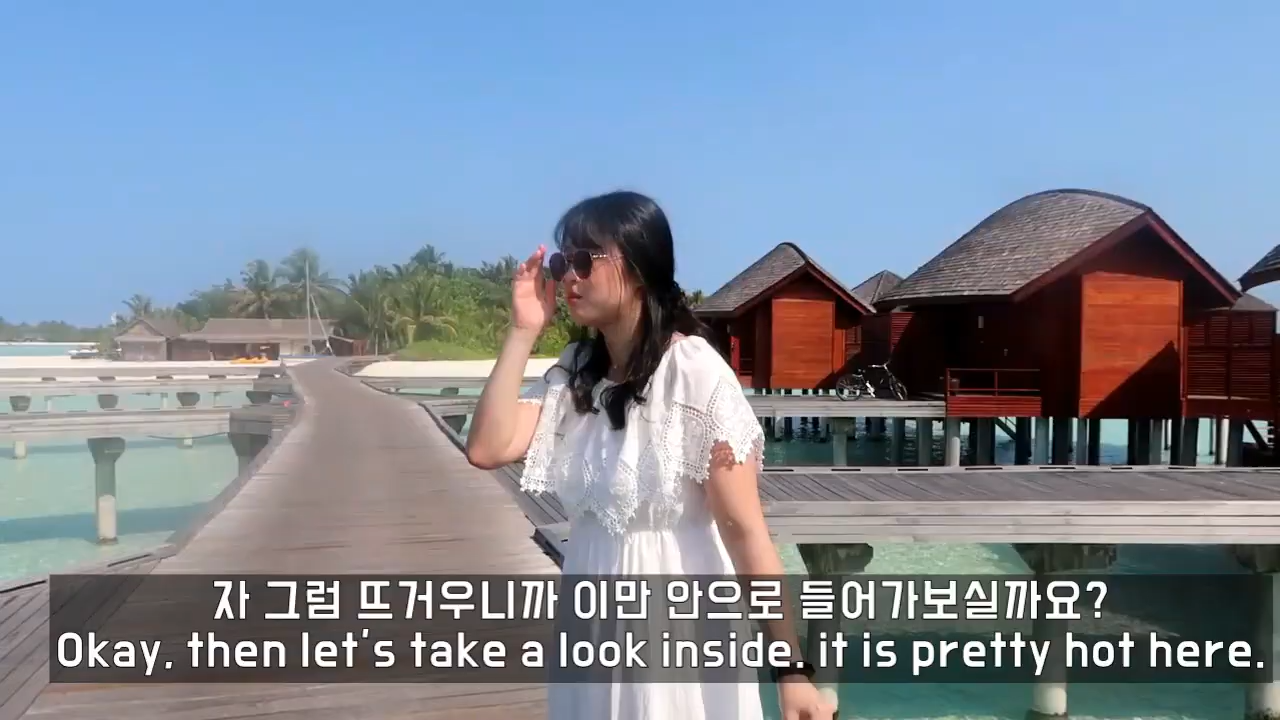 자 그럼 뜨거우니까 이만 안으로 들어가보실까요?
Okay, then let's take a look inside. it is pretty hot here.